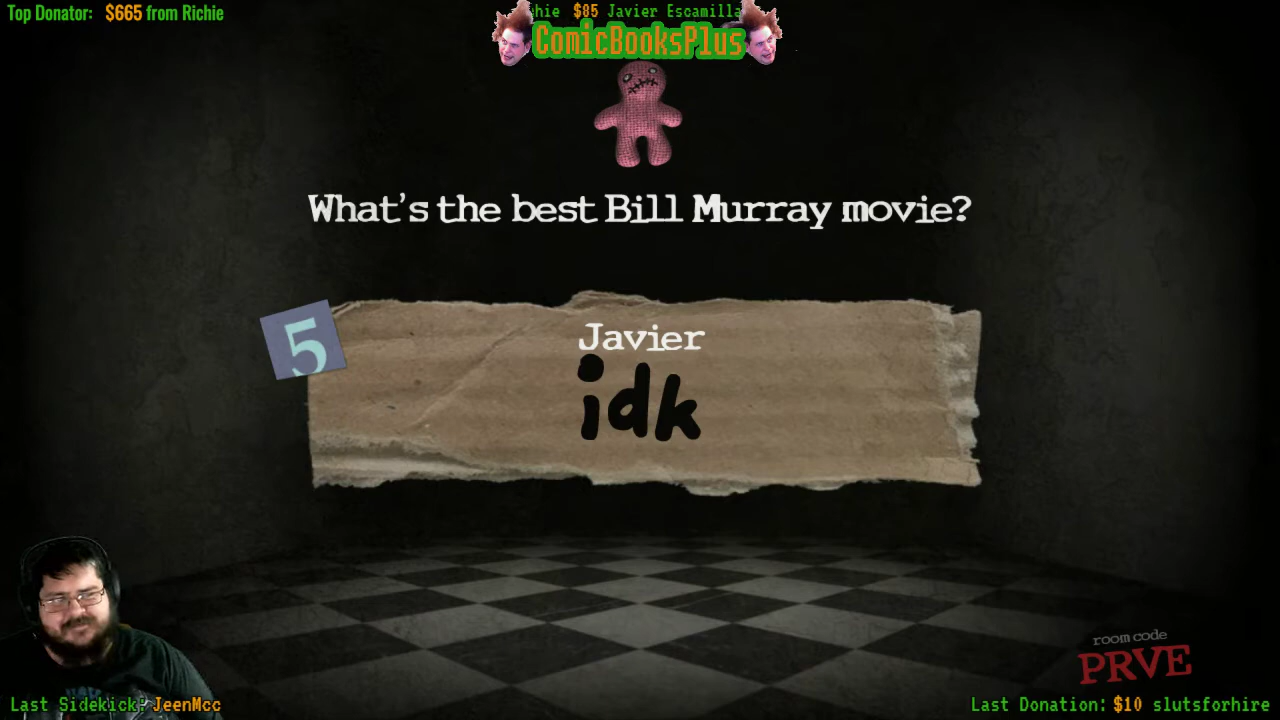 Top Donator: $665 from Richie
hie $85 Javier Escamilla
ComicBooksPlus
What's the best Bill Murray movie?
5
Javier
idk
room code
PRVE
Last Sidekick: JeenMcc
Last Donation: $10 slutsforhire